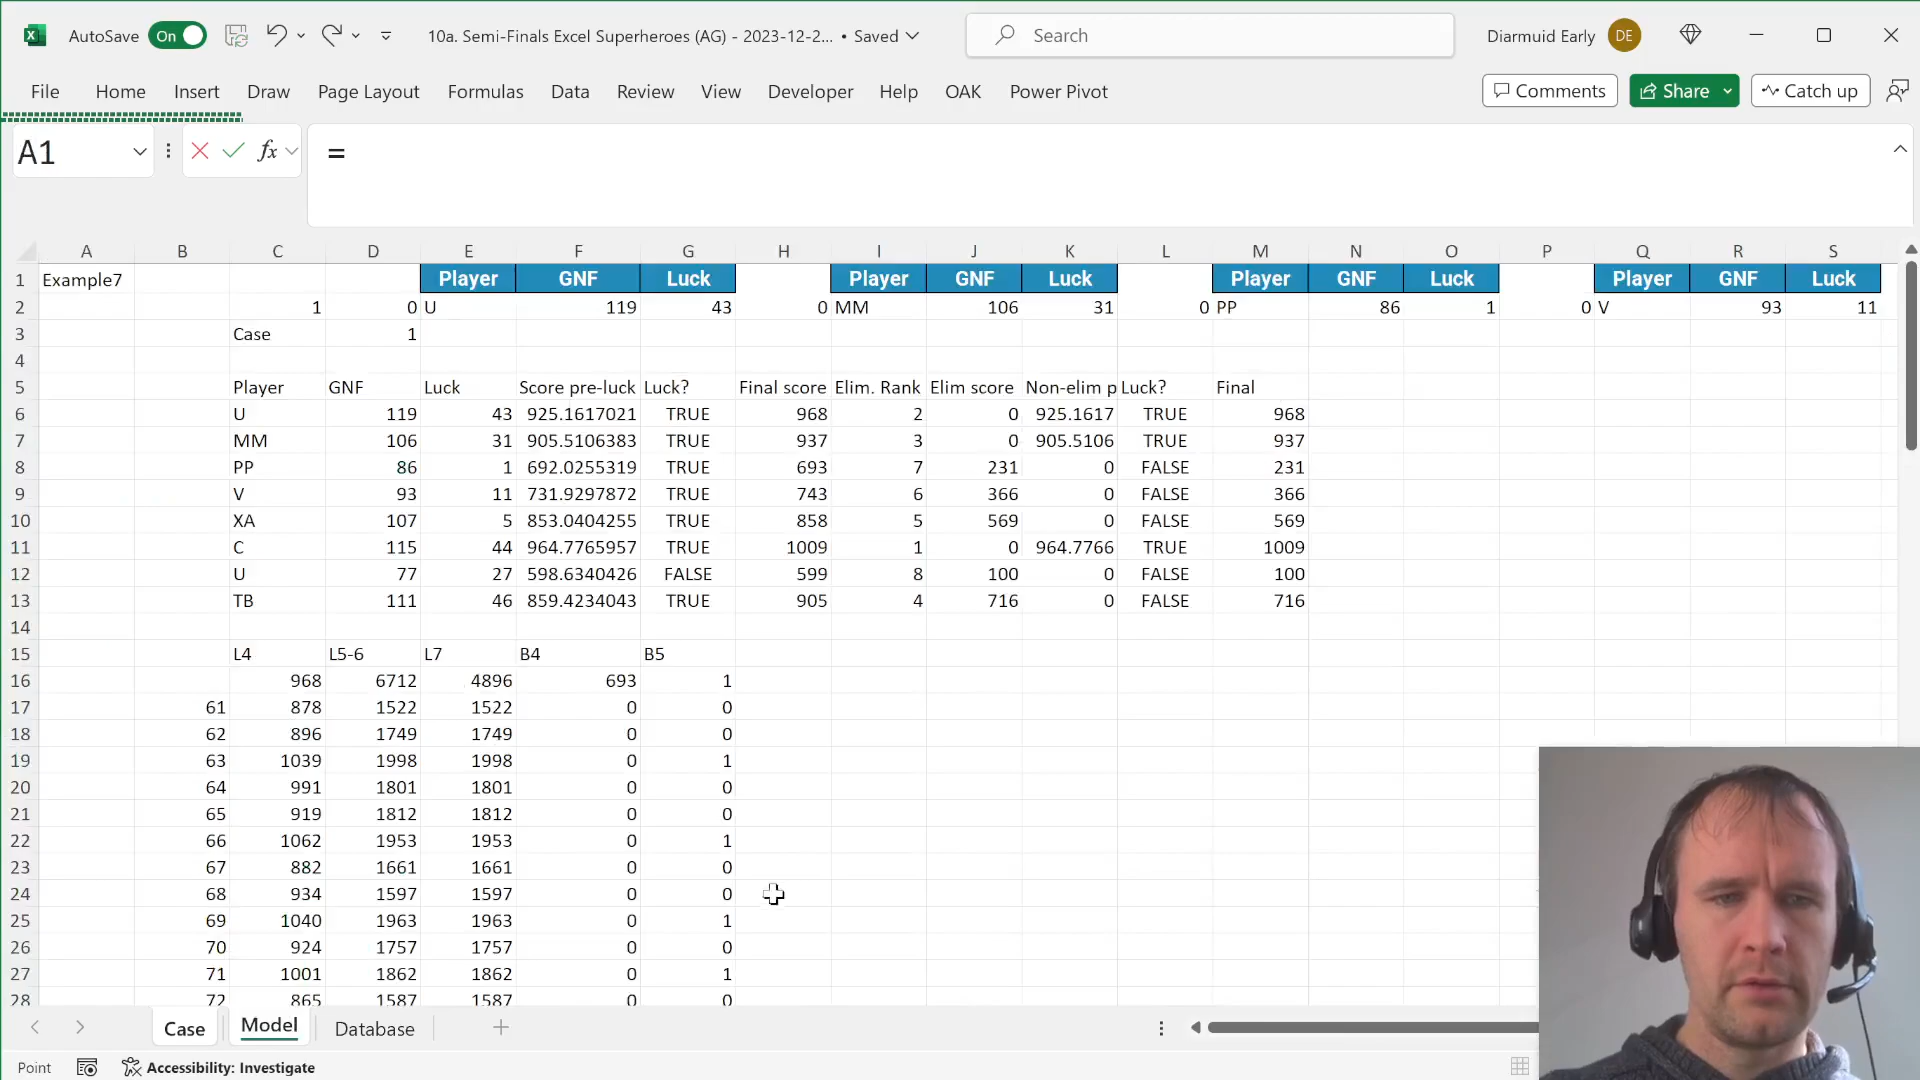 AutoSave On 10a. Semi-Finals Excel Superheroes (AG) - 2023-12-2... • Saved Search Diarmuid Early DE
File Home Insert Draw Page Layout Formulas Data Review View Developer Help OAK Power Pivot Comments Share Catch up
A1 fx =
A B C D E F G H I J K L M N O P Q R S
1 Example7 Player GNF Luck Player GNF Luck Player GNF Luck Player GNF Luck
2 1 0 U 119 43 0 MM 106 31 0 PP 86 1 0 V 93 11
3 Case 1
4
5 Player GNF Luck Score pre-luck Luck? Final score Elim. Rank Elim score Non-elim p Luck? Final
6 U 119 43 925.1617021 TRUE 968 2 0 925.1617 TRUE 968
7 MM 106 31 905.5106383 TRUE 937 3 0 905.5106 TRUE 937
8 PP 86 1 692.0255319 TRUE 693 7 231 0 FALSE 231
9 V 93 11 731.9297872 TRUE 743 6 366 0 FALSE 366
10 XA 107 5 853.0404255 TRUE 858 5 569 0 FALSE 569
11 C 115 44 964.7765957 TRUE 1009 1 0 964.7766 TRUE 1009
12 U 77 27 598.6340426 FALSE 599 8 100 0 FALSE 100
13 TB 111 46 859.4234043 TRUE 905 4 716 0 FALSE 716
14
15 L4 L5-6 L7 B4 B5
16 968 6712 4896 693 1
17 61 878 1522 1522 0 0
18 62 896 1749 1749 0 0
19 63 1039 1998 1998 0 1
20 64 991 1801 1801 0 0
21 65 919 1812 1812 0 0
22 66 1062 1953 1953 0 1
23 67 882 1661 1661 0 0
24 68 934 1597 1597 0 0
25 69 1040 1963 1963 0 1
26 70 924 1757 1757 0 0
27 71 1001 1862 1862 0 1
28 72 865 1587 1587 0 0
Case Model Database
Point Accessibility: Investigate